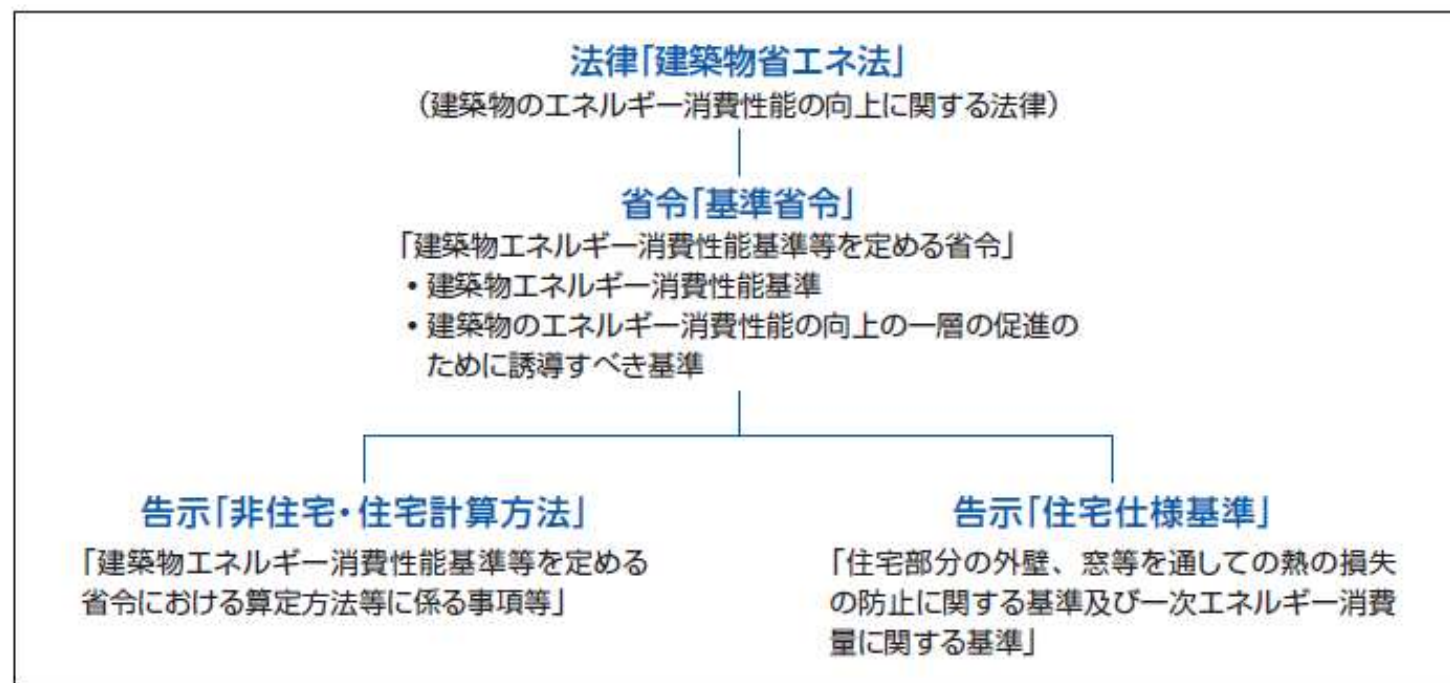 法律「建築物省エネ法」
（建築物のエネルギー消費性能の向上に関する法律）
省令「基準省令」
「建築物エネルギー消費性能基準等を定める省令」
・建築物エネルギー消費性能基準
・建築物のエネルギー消費性能の向上の一層の促進の
ために誘導すべき基準
告示「非住宅・住宅計算方法」
「建築物エネルギー消費性能基準等を定める
省令における算定方法等に係る事項等」
告示「住宅仕様基準」
「住宅部分の外壁、窓等を通しての熱の損失
の防止に関する基準及び一次エネルギー消費
量に関する基準」